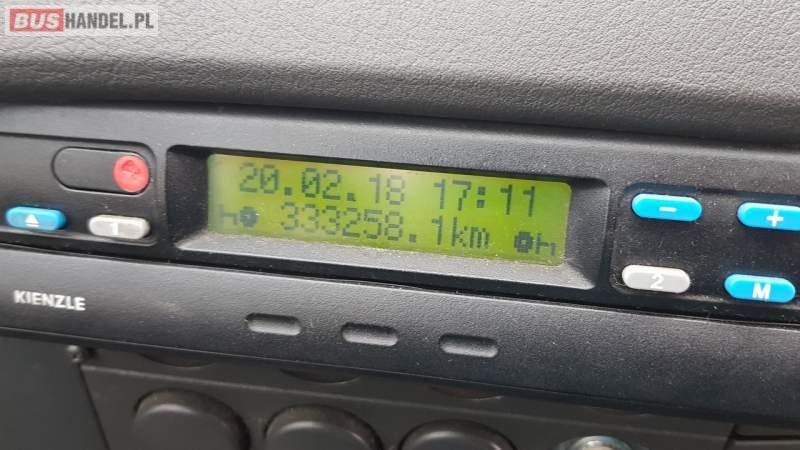 BUSHANDEL.PL
20.02.18 17:11
333258.1km
1
2
M
KIENZLE